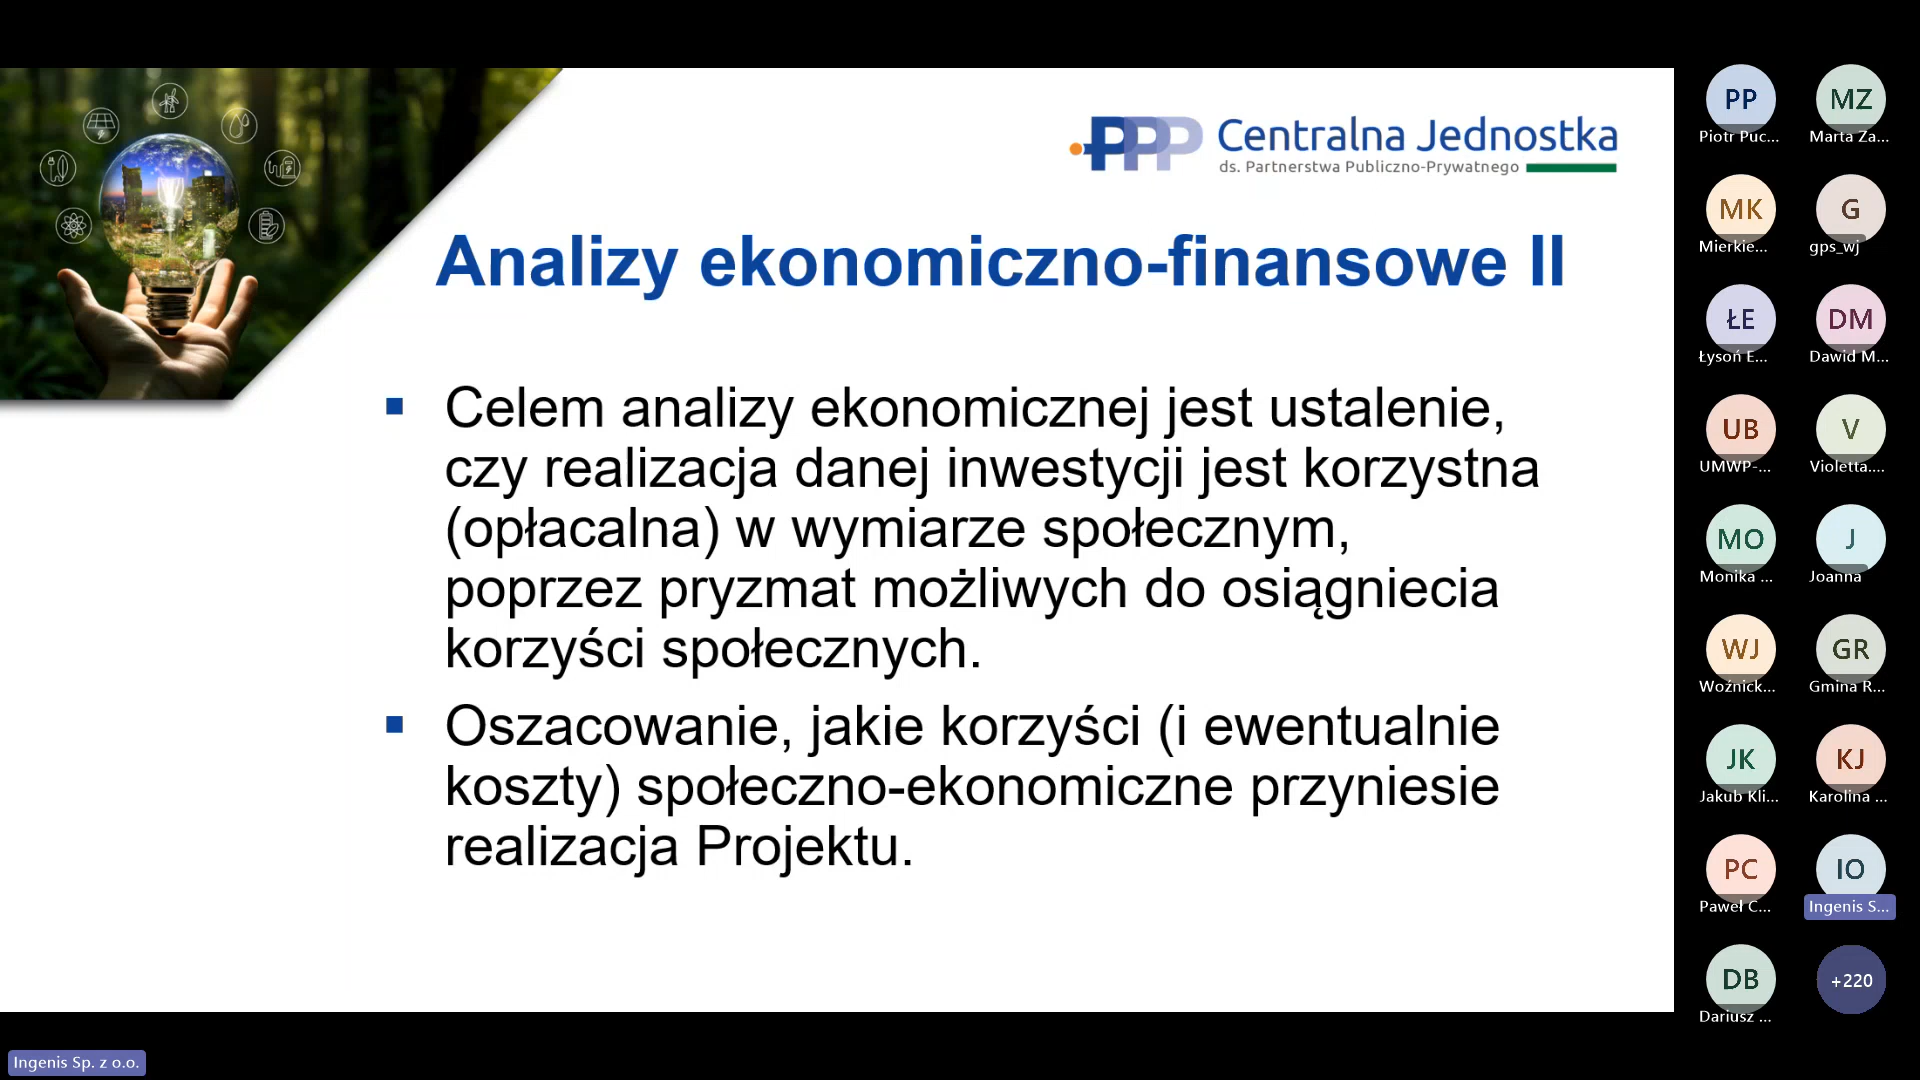 PPP Centralna Jednostka
ds. Partnerstwa Publiczno-Prywatnego
Analizy ekonomiczno-finansowe II
▪ Celem analizy ekonomicznej jest ustalenie,
czy realizacja danej inwestycji jest korzystna
(opłacalna) w wymiarze społecznym,
poprzez pryzmat możliwych do osiągniecia
korzyści społecznych.
▪ Oszacowanie, jakie korzyści (i ewentualnie
koszty) społeczno-ekonomiczne przyniesie
realizacja Projektu.
PP MZ
Piotr Puc... Marta Za...
MK G
Mierkie... gps_wj
ŁE DM
Łysoń E... Dawid M...
UB V
UMWP-... Violetta....
MO J
Monika ... Joanna
WJ GR
Woźnick... Gmina R...
JK KJ
Jakub Kli... Karolina ...
PC IO
Paweł C... Ingenis S...
DB +220
Dariusz ...
Ingenis Sp. z o.o.